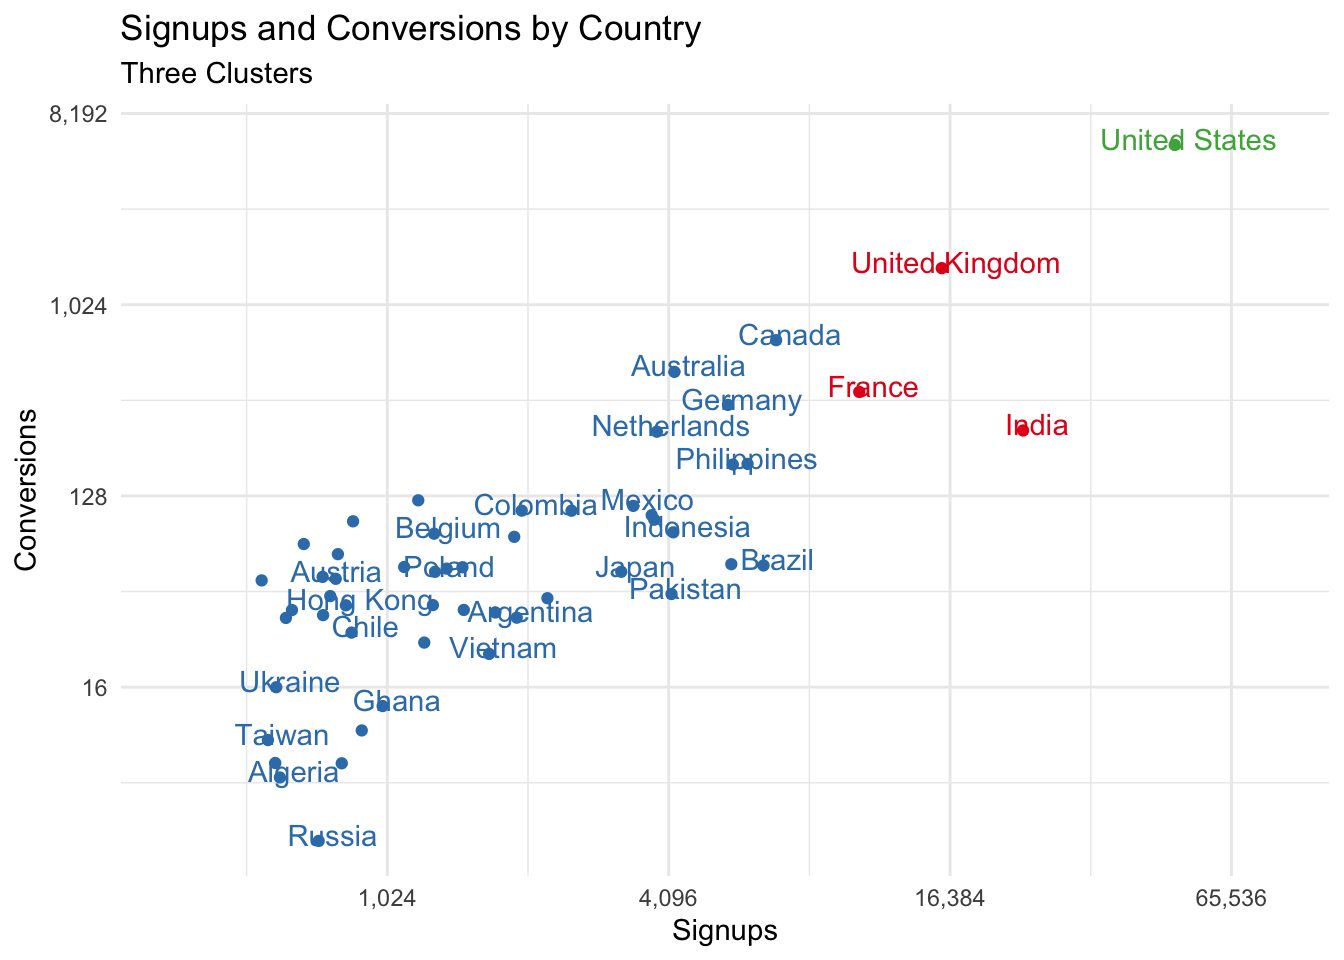 Signups and Conversions by Country
Three Clusters
8,192
United States
United Kingdom
1,024
Canada
Australia
France
Germany
Netherlands
India
Philippines
128
Colombia
Mexico
Belgium
Indonesia
Poland
Japan
Brazil
Austria
Pakistan
Hong Kong
Argentina
Chile
Vietnam
16
Ukraine
Ghana
Taiwan
Algeria
Russia
Conversions
1,024
4,096
16,384
65,536
Signups